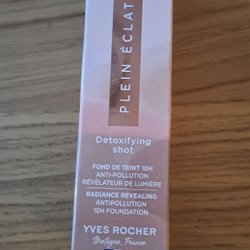 PLEIN ÉCLAT
Detoxifying
shot
FOND DE TEINT 10H
ANTI-POLLUTION
RÉVÉLATEUR DE LUMIÈRE
RADIANCE REVEALING
ANTIPOLLUTION
10H FOUNDATION
YVES ROCHER
Bretagne, France